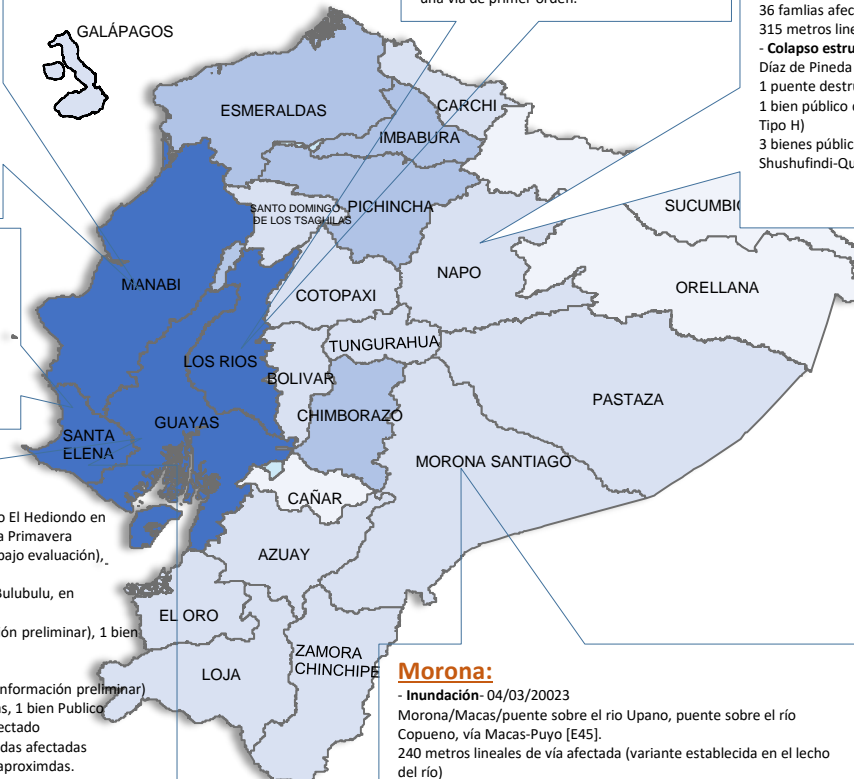 una vía de primer orden.
36 famlias afec
315 metros line
- Colapso estru
Díaz de Pineda
1 puente destru
1 bien público
Tipo H)
3 bienes públic
Shushufindi-Qu
GALÁPAGOS
ESMERALDAS
CARCHI
IMBABURA
SANTO DOMINGO
DE LOS TSACHILAS
PICHINCHA
SUCUMBI
MANABI
NAPO
ORELLANA
COTOPAXI
LOS RIOS
TUNGURAHUA
BOLIVAR
PASTAZA
CHIMBORAZO
SANTA
ELENA
GUAYAS
MORONA SANTIAGO
CAÑAR
AZUAY
EL ORO
LOJA
ZAMORA
CHINCHIPE
o El Hediondo en
a Primavera
bajo evaluación),
Bulubulu, en
ión preliminar), 1 bien
nformación preliminar)
as, 1 bien Publico
ectado
das afectadas
aproximdas.
Morona:
- Inundación- 04/03/20023
Morona/Macas/puente sobre el rio Upano, puente sobre el río
Copueno, vía Macas-Puyo [E45].
240 metros lineales de vía afectada (variante establecida en el lecho
del río)